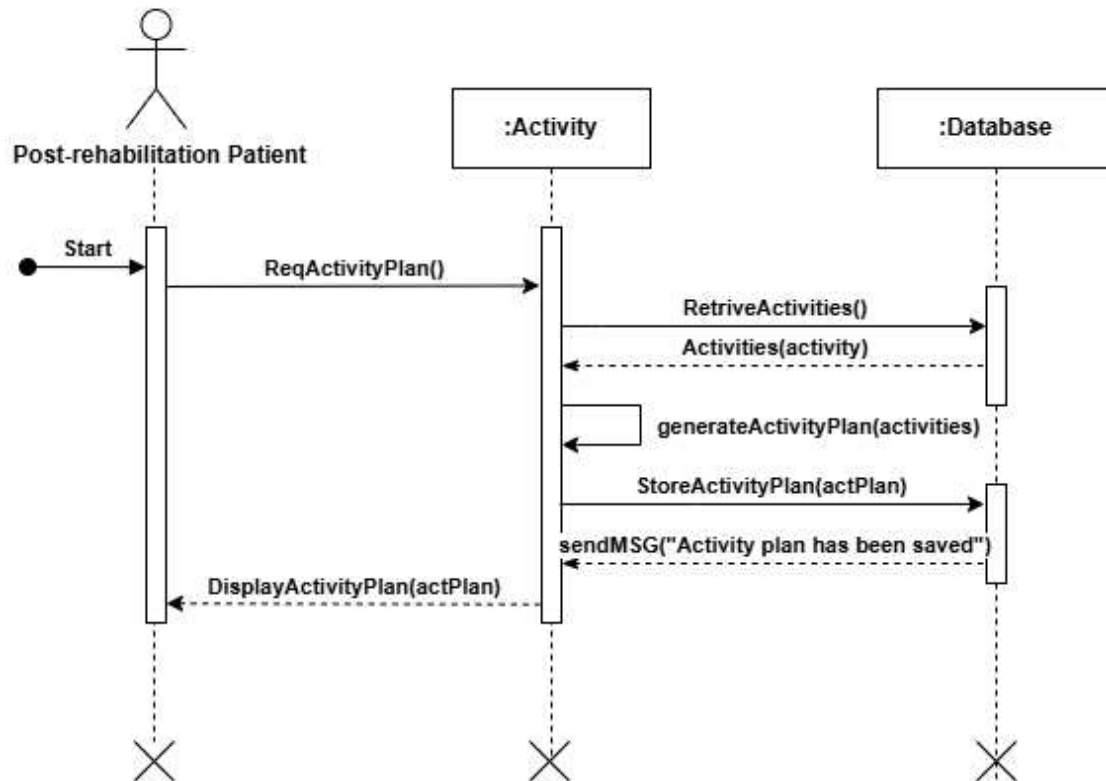 Post-rehabilitation Patient
:Activity
:Database
Start
ReqActivityPlan()
RetriveActivities()
Activities(activity)
generateActivityPlan(activities)
StoreActivityPlan(actPlan)
sendMSG("Activity plan has been saved")
DisplayActivityPlan(actPlan)